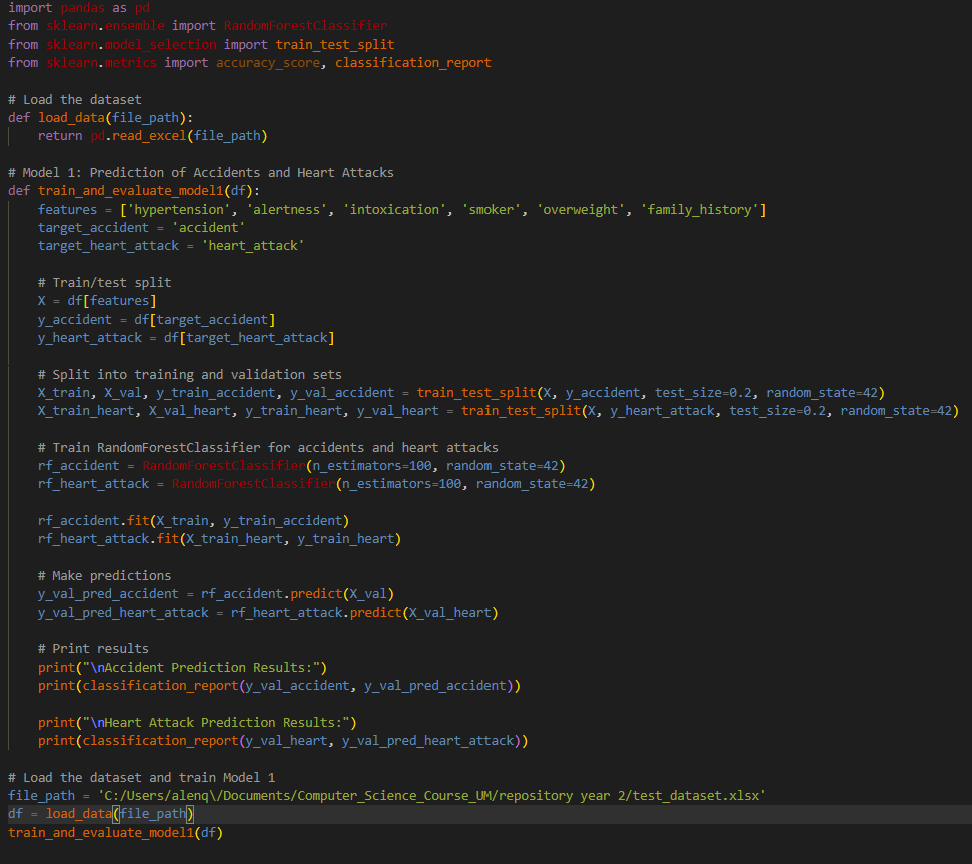 import pandas as pd
from sklearn.ensemble import RandomForestClassifier
from sklearn.model_selection import train_test_split
from sklearn.metrics import accuracy_score, classification_report

# Load the dataset
def load_data(file_path):
    return pd.read_excel(file_path)

# Model 1: Prediction of Accidents and Heart Attacks
def train_and_evaluate_model1(df):
    features = ['hypertension', 'alertness', 'intoxication', 'smoker', 'overweight', 'family_history']
    target_accident = 'accident'
    target_heart_attack = 'heart_attack'

    # Train/test split
    X = df[features]
    y_accident = df[target_accident]
    y_heart_attack = df[target_heart_attack]

    # Split into training and validation sets
    X_train, X_val, y_train_accident, y_val_accident = train_test_split(X, y_accident, test_size=0.2, random_state=42)
    X_train_heart, X_val_heart, y_train_heart, y_val_heart = train_test_split(X, y_heart_attack, test_size=0.2, random_state=42)

    # Train RandomForestClassifier for accidents and heart attacks
    rf_accident = RandomForestClassifier(n_estimators=100, random_state=42)
    rf_heart_attack = RandomForestClassifier(n_estimators=100, random_state=42)

    rf_accident.fit(X_train, y_train_accident)
    rf_heart_attack.fit(X_train_heart, y_train_heart)

    # Make predictions
    y_val_pred_accident = rf_accident.predict(X_val)
    y_val_pred_heart_attack = rf_heart_attack.predict(X_val_heart)

    # Print results
    print("\nAccident Prediction Results:")
    print(classification_report(y_val_accident, y_val_pred_accident))

    print("\nHeart Attack Prediction Results:")
    print(classification_report(y_val_heart, y_val_pred_heart_attack))

# Load the dataset and train Model 1
file_path = 'C:/Users/alenq\/Documents/Computer_Science_Course_UM/repository year 2/test_dataset.xlsx'
df = load_data(file_path)
train_and_evaluate_model1(df)